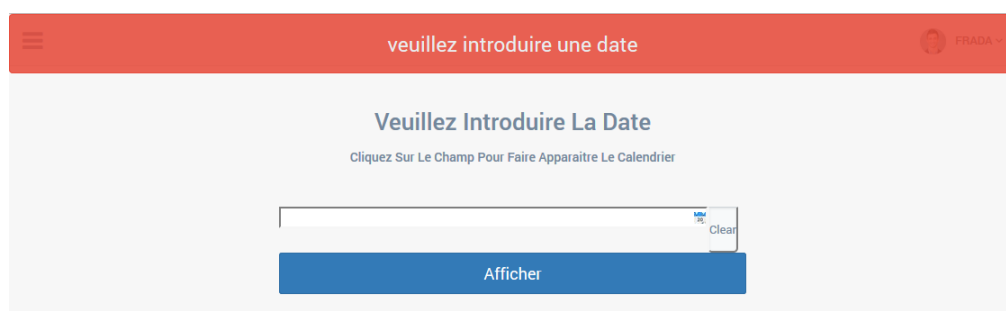 veuillez introduire une date
FRADA
Veuillez Introduire La Date
Cliquez Sur Le Champ Pour Faire Apparaitre Le Calendrier
Clear
Afficher